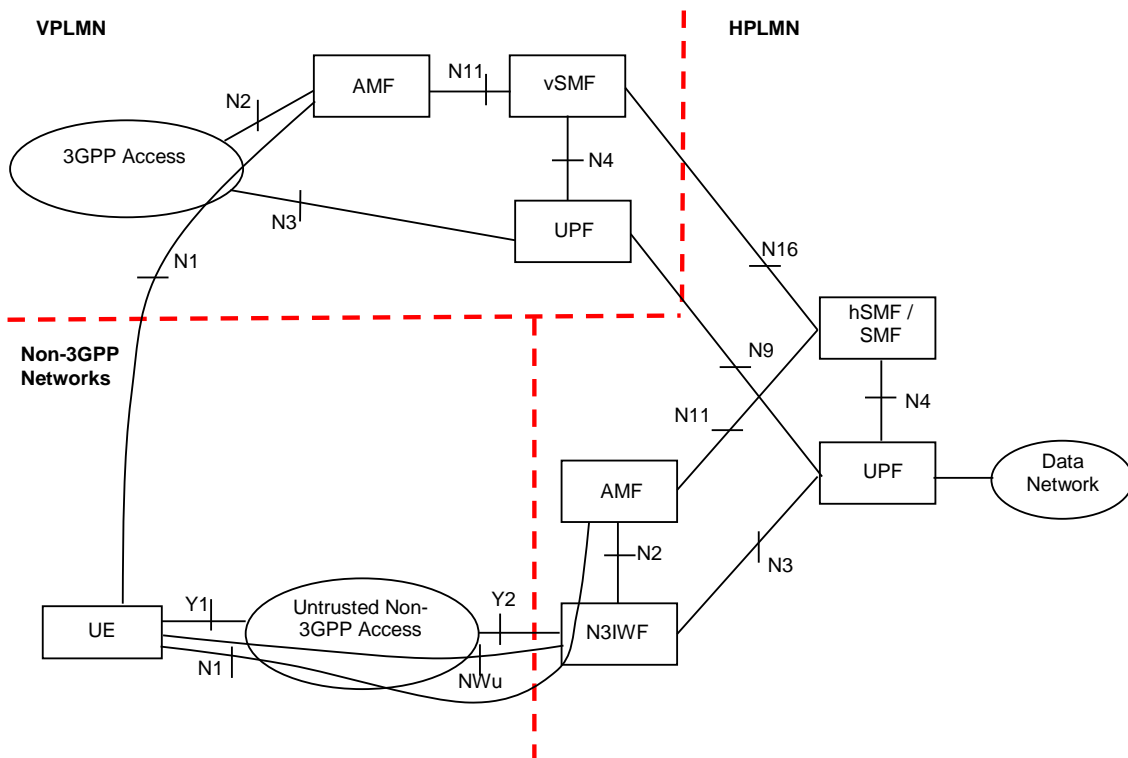 VPLMN
HPLMN
AMF
N11
vSMF
N2
3GPP Access
N4
N3
UPF
N1
N16
hSMF /
SMF
Non-3GPP
Networks
N9
N11
N4
AMF
UPF
Data
Network
N2
N3
Y1
Untrusted Non-
3GPP Access
Y2
UE
N3IWF
N1
NWu